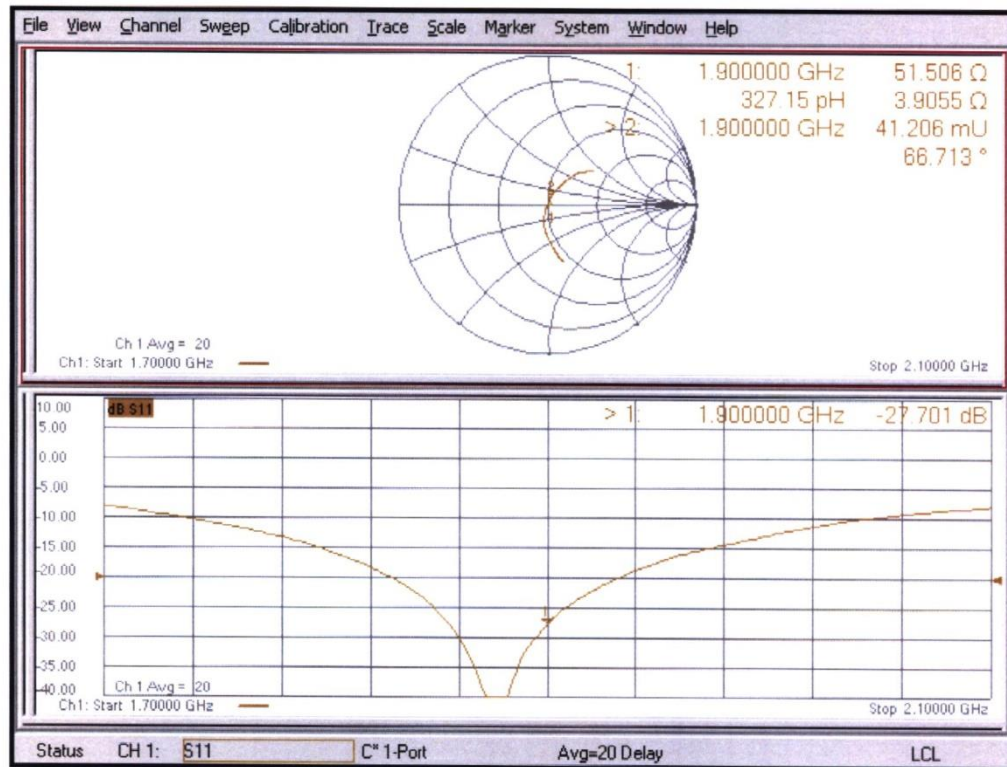 File View Channel Sweep Calibration Trace Scale Marker System Window Help
1: 1.900000 GHz 51.506 Ω
327.15 pH 3.9055 Ω
> 2: 1.900000 GHz 41.206 mU
66.713 °
Ch 1 Avg = 20
Ch1: Start 1.70000 GHz
Stop 2.10000 GHz
10.00 dB S11 > 1: 1.900000 GHz -27.701 dB
5.00
0.00
-5.00
-10.00
-15.00
-20.00
-25.00
-30.00
-35.00
-40.00
Ch 1 Avg = 20
Ch1: Start 1.70000 GHz
Stop 2.10000 GHz
Status CH 1: S11 C* 1-Port Avg=20 Delay LCL